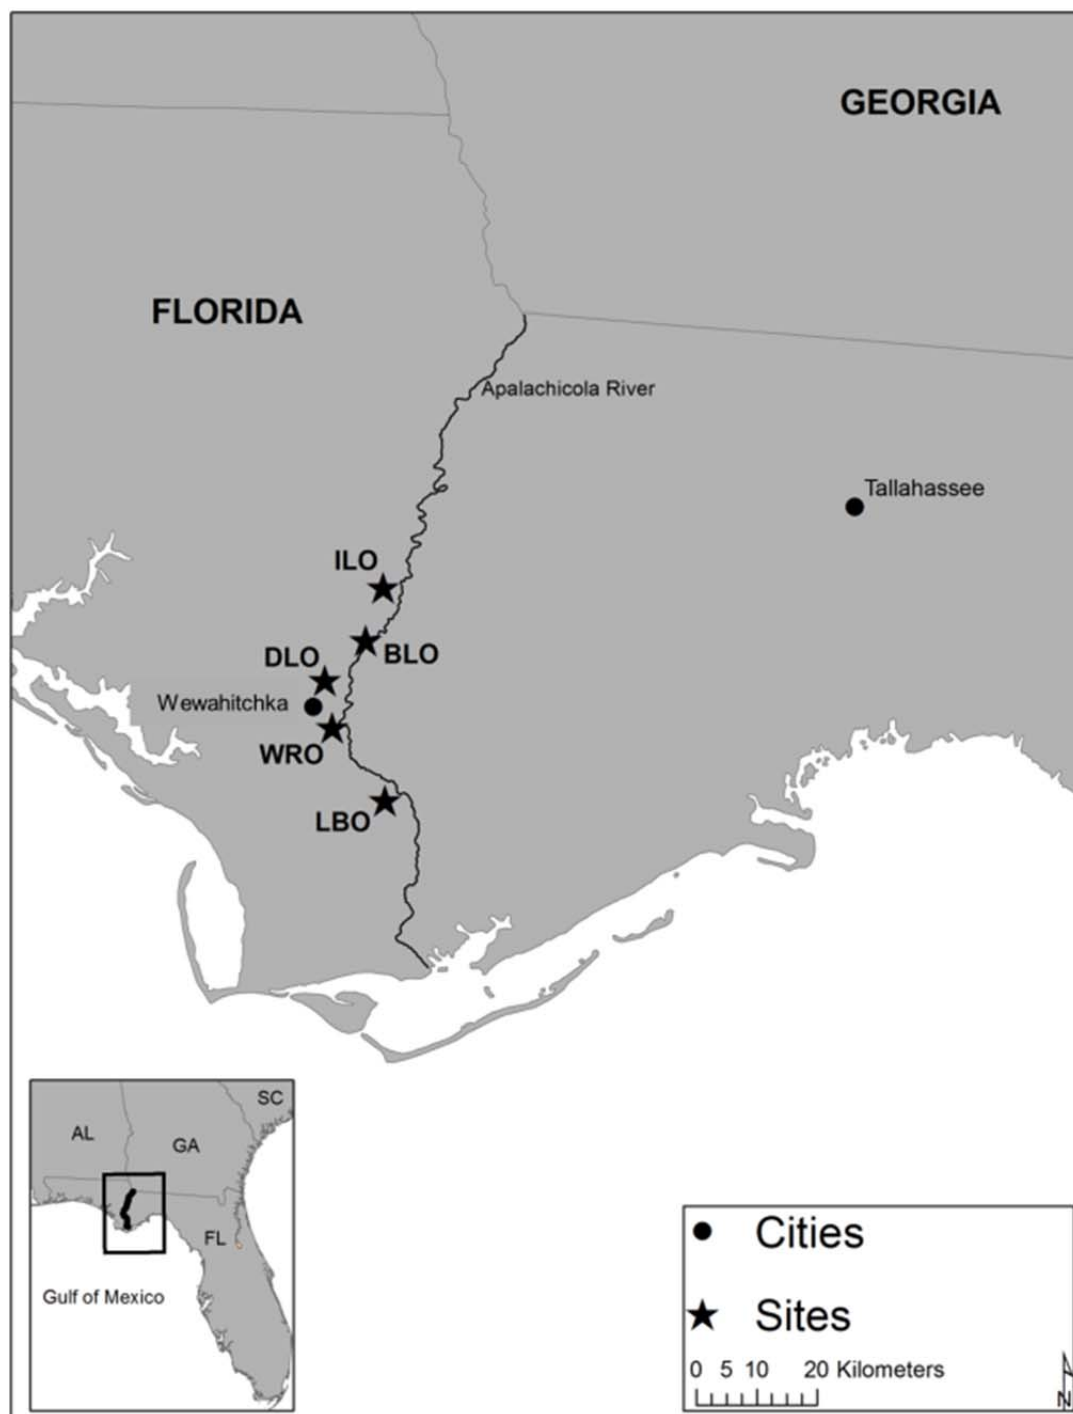 GEORGIA
FLORIDA
Apalachicola River
Tallahassee
ILO
BLO
DLO
Wewahitchka
WRO
LBO
SC
AL
GA
FL
Gulf of Mexico
Cities
Sites
0 5 10 20 Kilometers
N